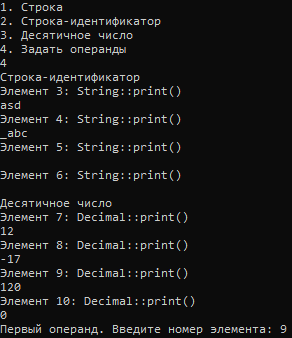 1. Строка
2. Строка-идентификатор
3. Десятичное число
4. Задать операнды
4
Строка-идентификатор
Элемент 3: String::print()
asd
Элемент 4: String::print()
_abc
Элемент 5: String::print()
Элемент 6: String::print()
Десятичное число
Элемент 7: Decimal::print()
12
Элемент 8: Decimal::print()
-17
Элемент 9: Decimal::print()
120
Элемент 10: Decimal::print()
0
Первый операнд. Введите номер элемента: 9